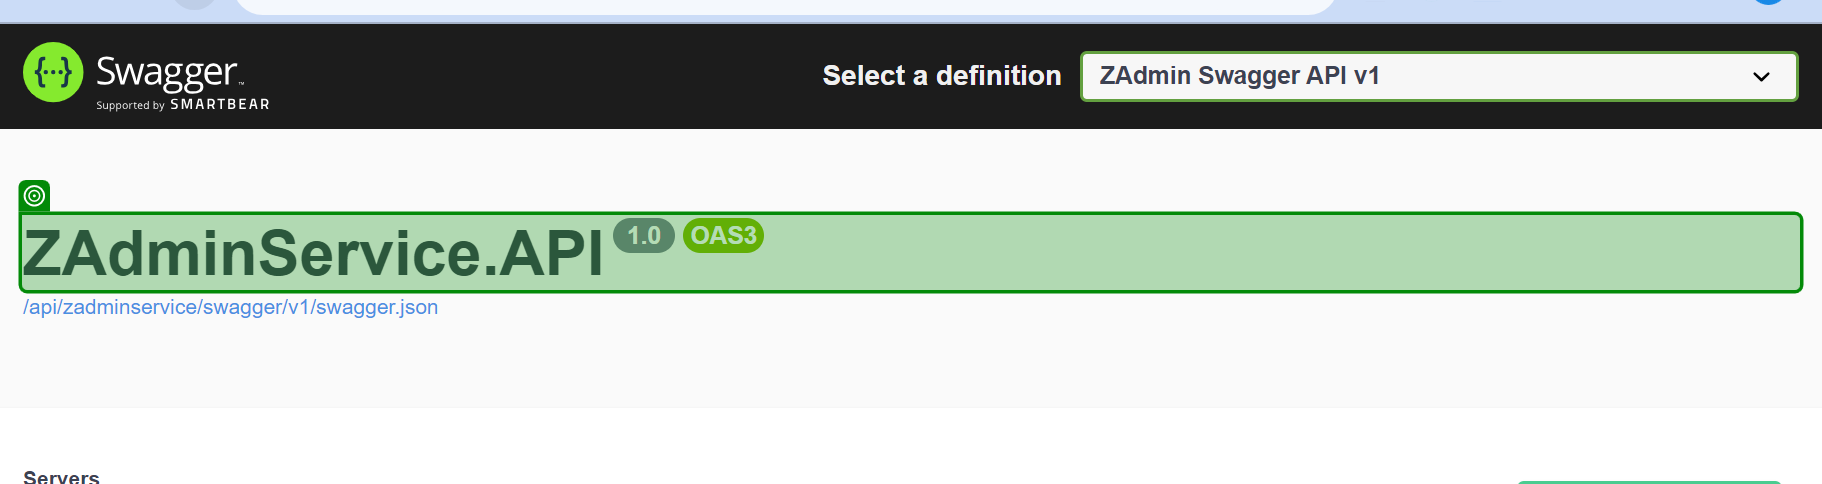 Swagger™
Supported by SMARTBEAR
Select a definition
ZAdmin Swagger API v1
ZAdminService.API 1.0 OAS3
/api/zadminservice/swagger/v1/swagger.json
Servers